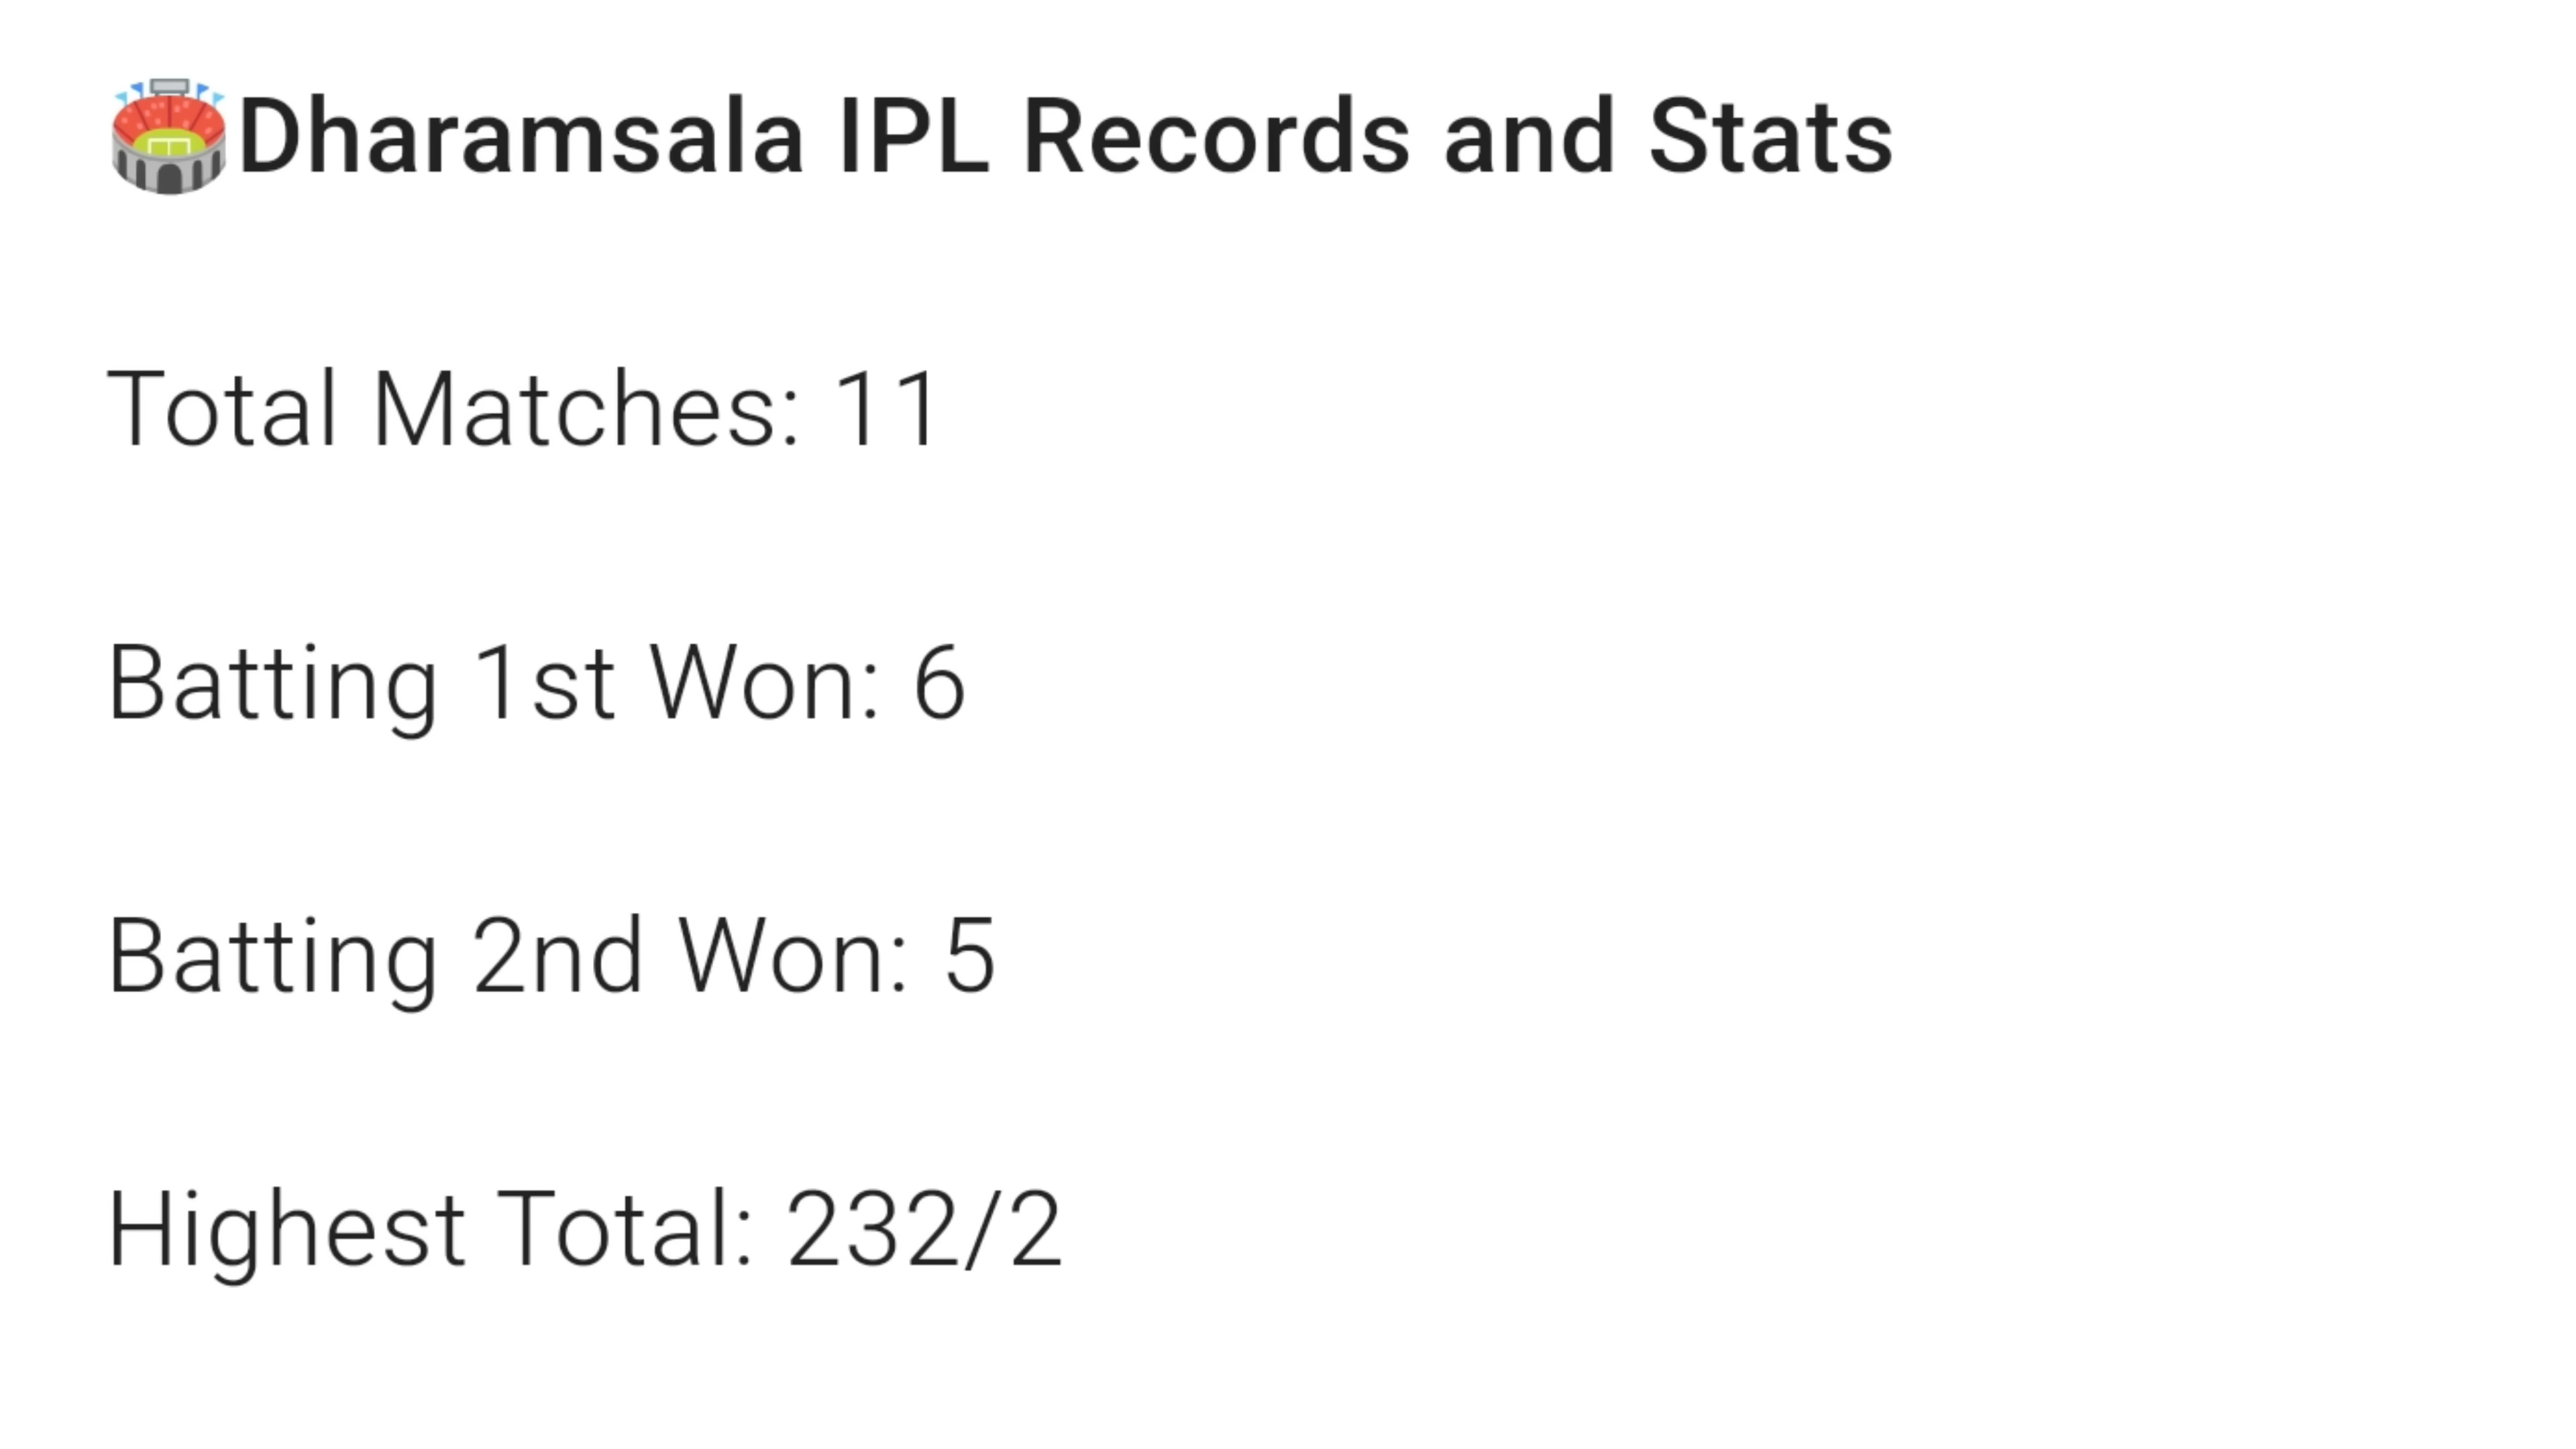 🏟️Dharamsala IPL Records and Stats
Total Matches: 11
Batting 1st Won: 6
Batting 2nd Won: 5
Highest Total: 232/2